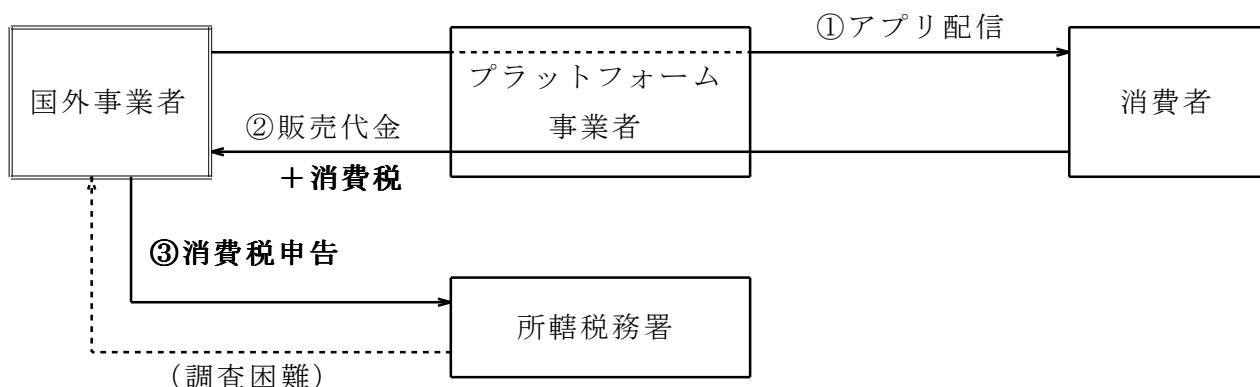 ①アプリ配信
国外事業者
プラットフォーム
事業者
消費者
②販売代金
＋消費税
③消費税申告
所轄税務署
（調査困難）